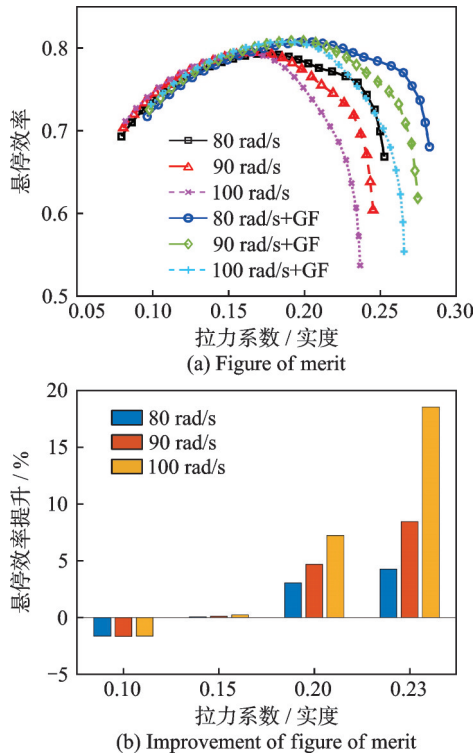 0.8
0.7
0.6
0.5
悬停效率
80 rad/s
90 rad/s
100 rad/s
80 rad/s+GF
90 rad/s+GF
100 rad/s+GF
0.05 0.10 0.15 0.20 0.25 0.30
拉力系数 / 实度
(a) Figure of merit
20
15
10
5
0
−5
悬停效率提升 / %
80 rad/s
90 rad/s
100 rad/s
0.10 0.15 0.20 0.23
拉力系数 / 实度
(b) Improvement of figure of merit